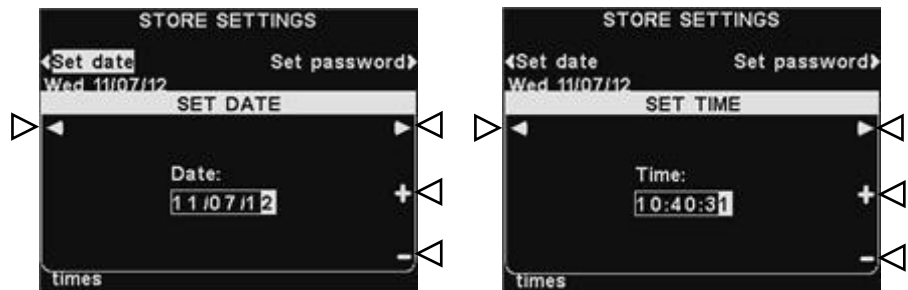 STORE SETTINGS
Set date Set password
Wed 11/07/12
SET DATE
Date:
11/07/12
+
-
times
STORE SETTINGS
Set date Set password
Wed 11/07/12
SET TIME
Time:
10:40:31
+
-
times